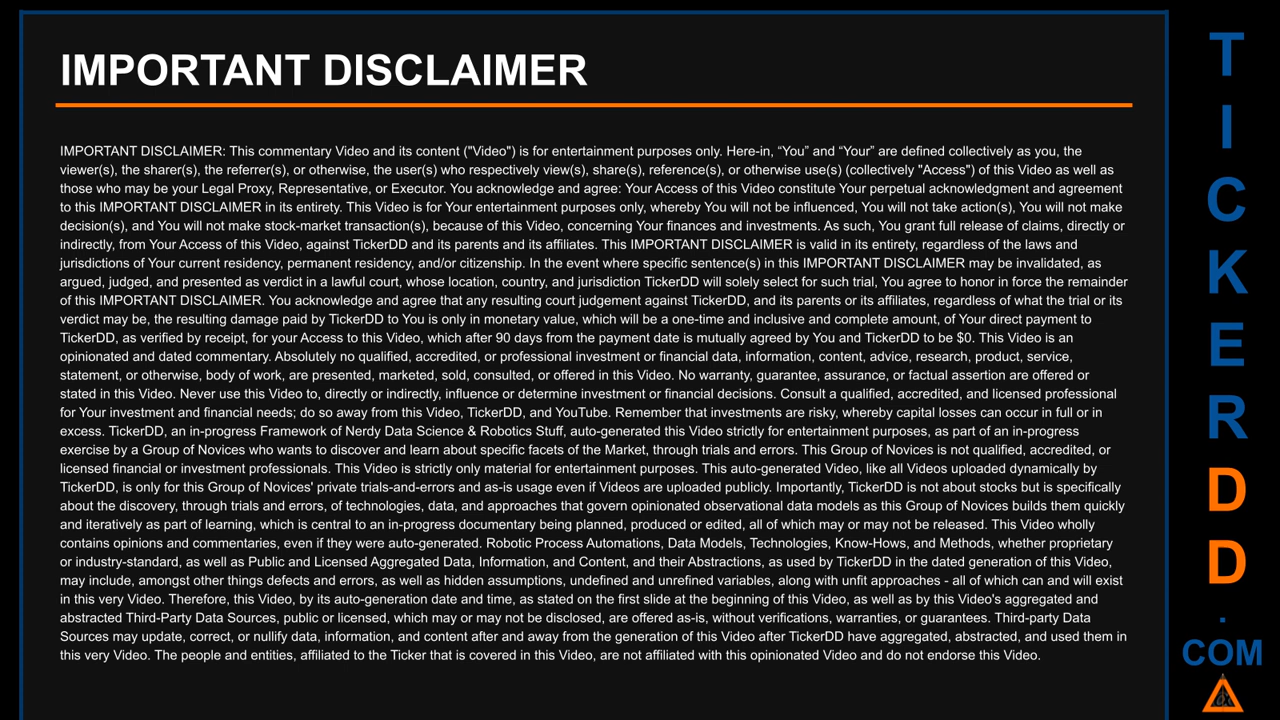 IMPORTANT DISCLAIMER
IMPORTANT DISCLAIMER: This commentary Video and its content ("Video") is for entertainment purposes only. Here-in, “You” and “Your” are defined collectively as you, the
viewer(s), the sharer(s), the referrer(s), or otherwise, the user(s) who respectively view(s), share(s), reference(s), or otherwise use(s) (collectively "Access") of this Video as well as
those who may be your Legal Proxy, Representative, or Executor. You acknowledge and agree: Your Access of this Video constitute Your perpetual acknowledgment and agreement
to this IMPORTANT DISCLAIMER in its entirety. This Video is for Your entertainment purposes only, whereby You will not be influenced, You will not take action(s), You will not make
decision(s), and You will not make stock-market transaction(s), because of this Video, concerning Your finances and investments. As such, You grant full release of claims, directly or
indirectly, from Your Access of this Video, against TickerDD and its parents and its affiliates. This IMPORTANT DISCLAIMER is valid in its entirety, regardless of the laws and
jurisdictions of Your current residency, permanent residency, and/or citizenship. In the event where specific sentence(s) in this IMPORTANT DISCLAIMER may be invalidated, as
argued, judged, and presented as verdict in a lawful court, whose location, country, and jurisdiction TickerDD will solely select for such trial, You agree to honor in force the remainder
of this IMPORTANT DISCLAIMER. You acknowledge and agree that any resulting court judgement against TickerDD, and its parents or its affiliates, regardless of what the trial or its
verdict may be, the resulting damage paid by TickerDD to You is only in monetary value, which will be a one-time and inclusive and complete amount, of Your direct payment to
TickerDD, as verified by receipt, for your Access to this Video, which after 90 days from the payment date is mutually agreed by You and TickerDD to be $0. This Video is an
opinionated and dated commentary. Absolutely no qualified, accredited, or professional investment or financial data, information, content, advice, research, product, service,
statement, or otherwise, body of work, are presented, marketed, sold, consulted, or offered in this Video. No warranty, guarantee, assurance, or factual assertion are offered or
stated in this Video. Never use this Video to, directly or indirectly, influence or determine investment or financial decisions. Consult a qualified, accredited, and licensed professional
for Your investment and financial needs; do so away from this Video, TickerDD, and YouTube. Remember that investments are risky, whereby capital losses can occur in full or in
excess. TickerDD, an in-progress Framework of Nerdy Data Science & Robotics Stuff, auto-generated this Video strictly for entertainment purposes, as part of an in-progress
exercise by a Group of Novices who wants to discover and learn about specific facets of the Market, through trials and errors. This Group of Novices is not qualified, accredited, or
licensed financial or investment professionals. This Video is strictly only material for entertainment purposes. This auto-generated Video, like all Videos uploaded dynamically by
TickerDD, is only for this Group of Novices' private trials-and-errors and as-is usage even if Videos are uploaded publicly. Importantly, TickerDD is not about stocks but is specifically
about the discovery, through trials and errors, of technologies, data, and approaches that govern opinionated observational data models as this Group of Novices builds them quickly
and iteratively as part of learning, which is central to an in-progress documentary being planned, produced or edited, all of which may or may not be released. This Video wholly
contains opinions and commentaries, even if they were auto-generated. Robotic Process Automations, Data Models, Technologies, Know-Hows, and Methods, whether proprietary
or industry-standard, as well as Public and Licensed Aggregated Data, Information, and Content, and their Abstractions, as used by TickerDD in the dated generation of this Video,
may include, amongst other things defects and errors, as well as hidden assumptions, undefined and unrefined variables, along with unfit approaches - all of which can and will exist
in this very Video. Therefore, this Video, by its auto-generation date and time, as stated on the first slide at the beginning of this Video, as well as by this Video's aggregated and
abstracted Third-Party Data Sources, public or licensed, which may or may not be disclosed, are offered as-is, without verifications, warranties, or guarantees. Third-party Data
Sources may update, correct, or nullify data, information, and content after and away from the generation of this Video after TickerDD have aggregated, abstracted, and used them in
this very Video. The people and entities, affiliated to the Ticker that is covered in this Video, are not affiliated with this opinionated Video and do not endorse this Video.
T
I
C
K
E
R
D
D
.
COM